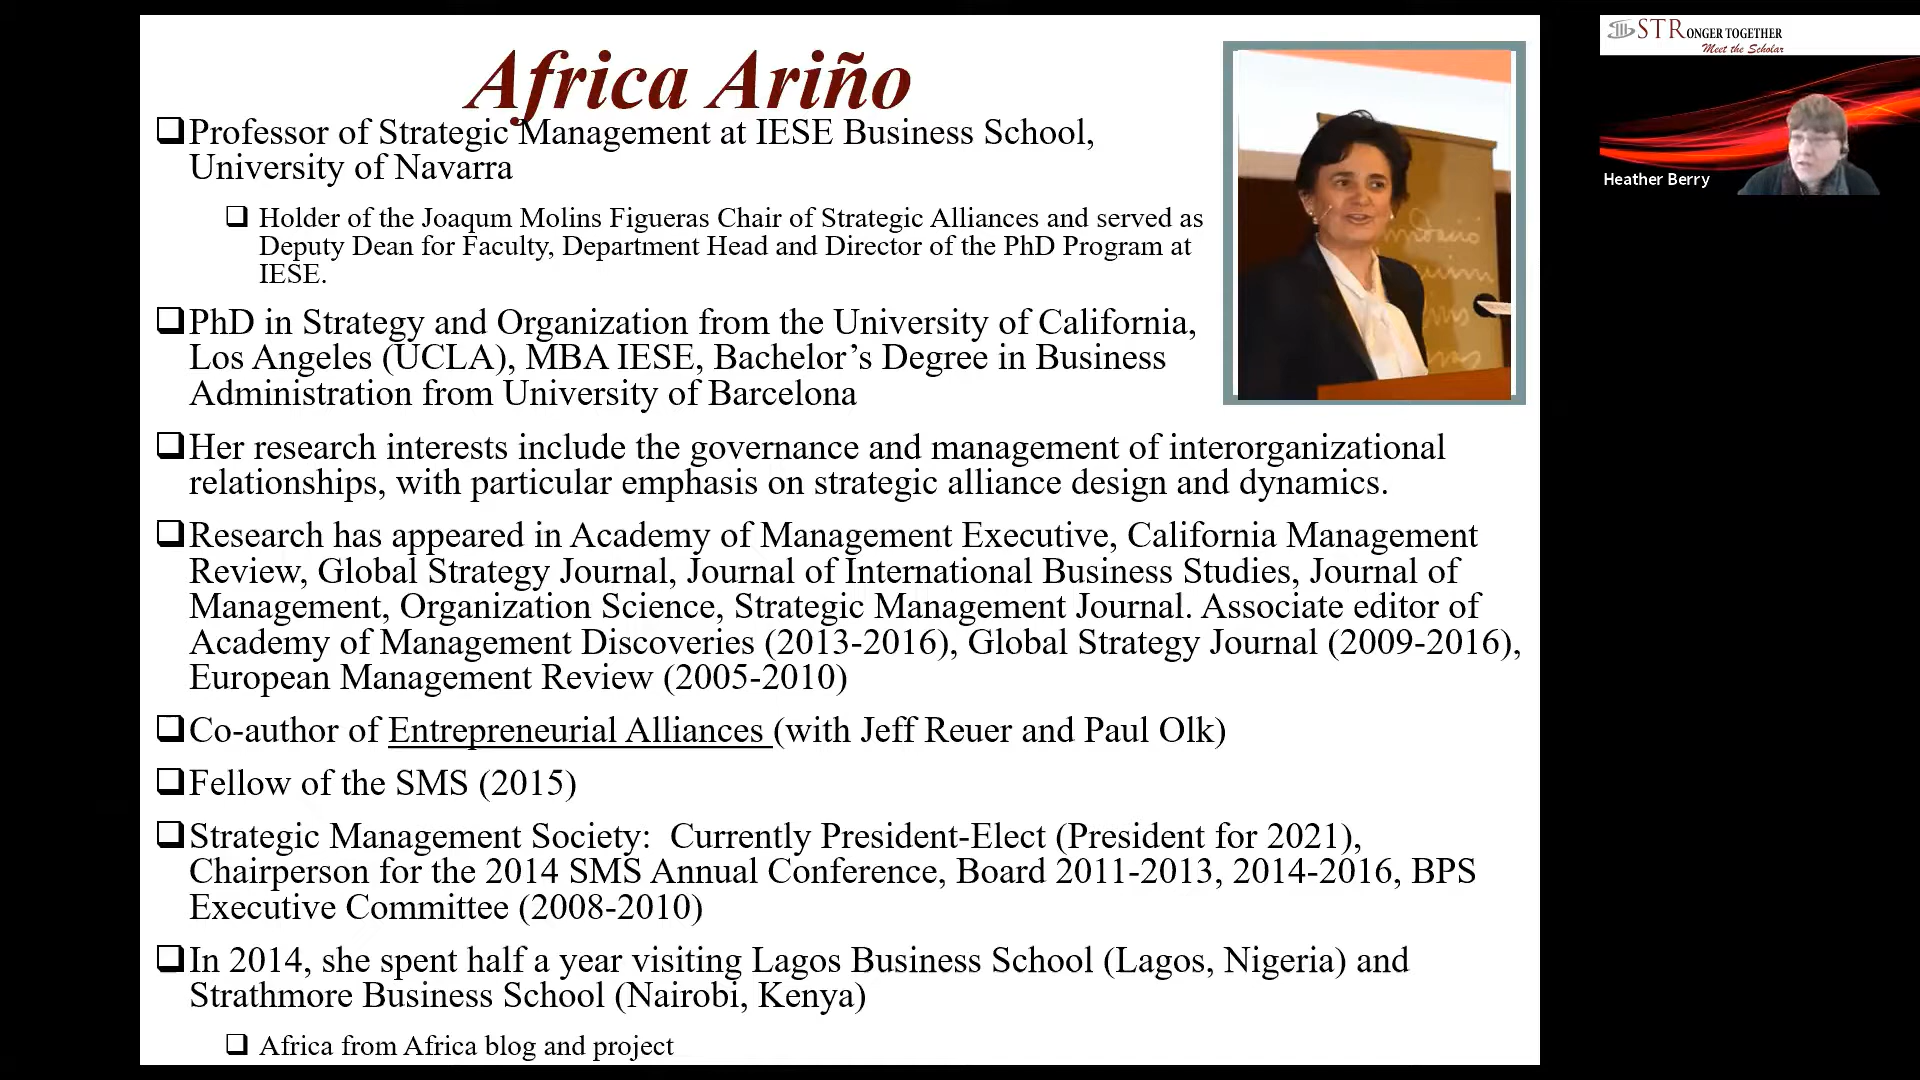 Africa Ariño
Professor of Strategic Management at IESE Business School,
University of Navarra
Holder of the Joaqum Molins Figueras Chair of Strategic Alliances and served as
Deputy Dean for Faculty, Department Head and Director of the PhD Program at
IESE.
PhD in Strategy and Organization from the University of California,
Los Angeles (UCLA), MBA IESE, Bachelor’s Degree in Business
Administration from University of Barcelona
Her research interests include the governance and management of interorganizational
relationships, with particular emphasis on strategic alliance design and dynamics.
Research has appeared in Academy of Management Executive, California Management
Review, Global Strategy Journal, Journal of International Business Studies, Journal of
Management, Organization Science, Strategic Management Journal. Associate editor of
Academy of Management Discoveries (2013-2016), Global Strategy Journal (2009-2016),
European Management Review (2005-2010)
Co-author of Entrepreneurial Alliances (with Jeff Reuer and Paul Olk)
Fellow of the SMS (2015)
Strategic Management Society:  Currently President-Elect (President for 2021),
Chairperson for the 2014 SMS Annual Conference, Board 2011-2013, 2014-2016, BPS
Executive Committee (2008-2010)
In 2014, she spent half a year visiting Lagos Business School (Lagos, Nigeria) and
Strathmore Business School (Nairobi, Kenya)
Africa from Africa blog and project
STRONGER TOGETHER
Meet the Scholar
Heather Berry